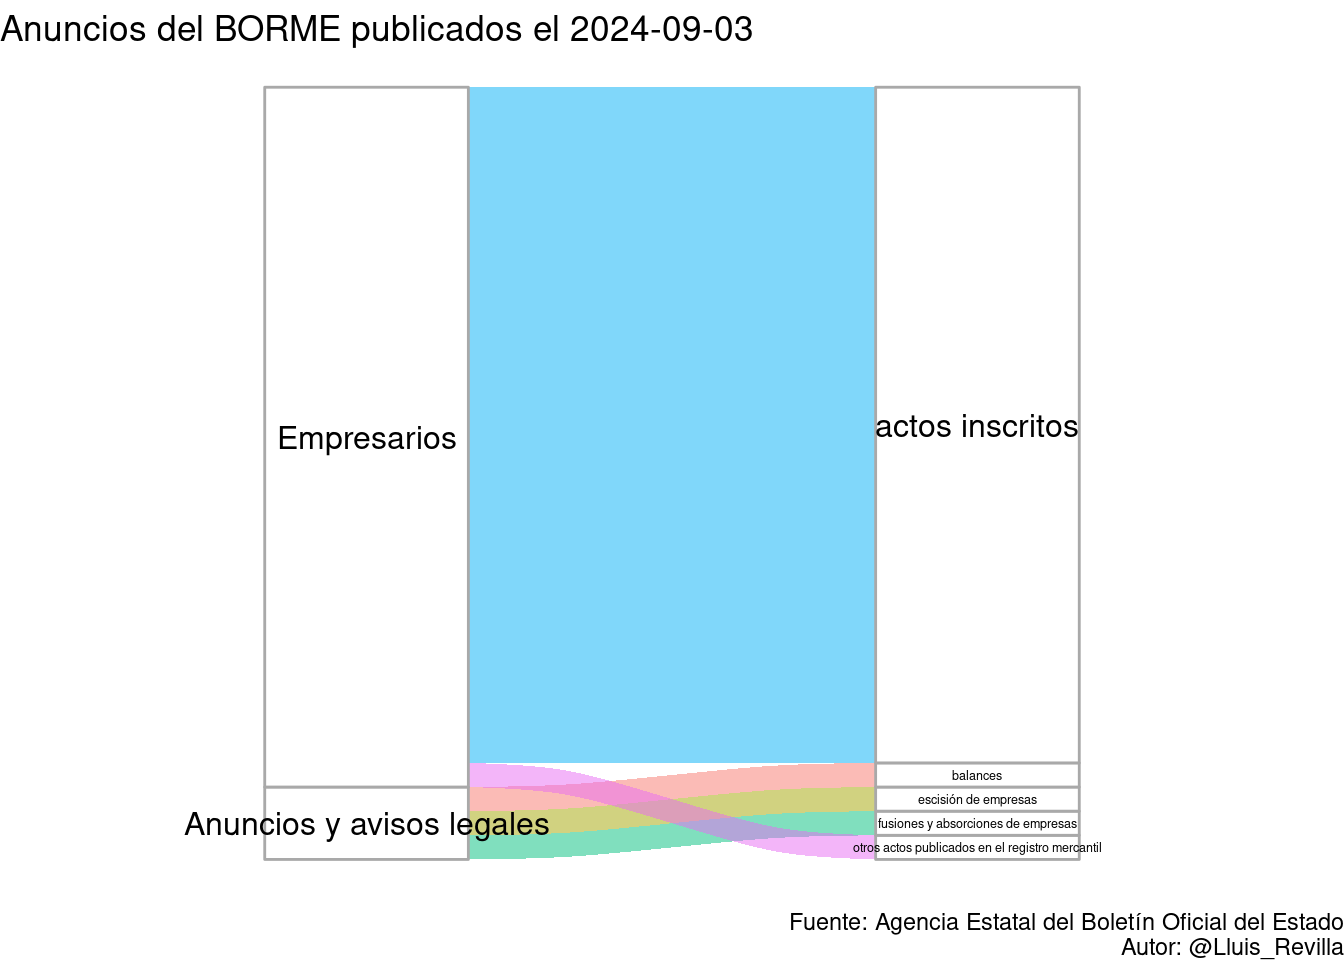 Anuncios del BORME publicados el 2024-09-03
Empresarios
actos inscritos
balances
escisión de empresas
Anuncios y avisos legales
fusiones y absorciones de empresas
otros actos publicados en el registro mercantil
Fuente: Agencia Estatal del Boletín Oficial del Estado
Autor: @Lluis_Revilla